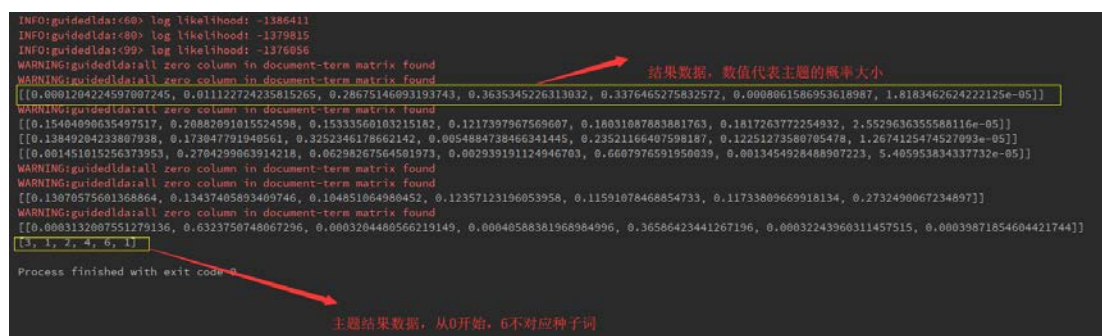 INFO:guidedlda:<60> log likelihood: -1386411
INFO:guidedlda:<80> log likelihood: -1379815
INFO:guidedlda:<99> log likelihood: -1376056
WARNING:guidedlda:all zero column in document-term matrix found
WARNING:guidedlda:all zero column in document-term matrix found
结果数据，数值代表主题的概率大小
[[0.0001204224597007245, 0.011122724235815265, 0.28675146093193743, 0.3635345226313032, 0.3376465275832572, 0.0008061586953618987, 1.8183462624222125e-05]]
WARNING:guidedlda:all zero column in document-term matrix found
[[0.15404090635497517, 0.20882091015524598, 0.15333560103215182, 0.1217397967569607, 0.18031087883881763, 0.1817263772254932, 2.5529636355588116e-05]]
[[0.13849204233807938, 0.173047791940561, 0.3252346178662142, 0.005488473846634144​5, 0.23521166407598187, 0.12251273580705478, 1.2674125474527093e-05]]
[[0.001451015256373953, 0.2704299063914218, 0.06298267564501973, 0.002939191124946703, 0.6607976591950039, 0.0013454928488907223, 5.405953834337732e-05]]
WARNING:guidedlda:all zero column in document-term matrix found
WARNING:guidedlda:all zero column in document-term matrix found
[[0.13070575601368864, 0.13437405893409746, 0.104851064980452, 0.12357123196053958, 0.11591078468854733, 0.11733809669918134, 0.2732490067234897]]
WARNING:guidedlda:all zero column in document-term matrix found
[[0.0003132007551279136, 0.6323750748067296, 0.0003204480566219149, 0.00040588381968984996, 0.36586423441267196, 0.00032243960311457515, 0.00039871854604421744]]
[3, 1, 2, 4, 6, 1]
Process finished with exit code 0
主题结果数据，从0开始，6不对应种子词